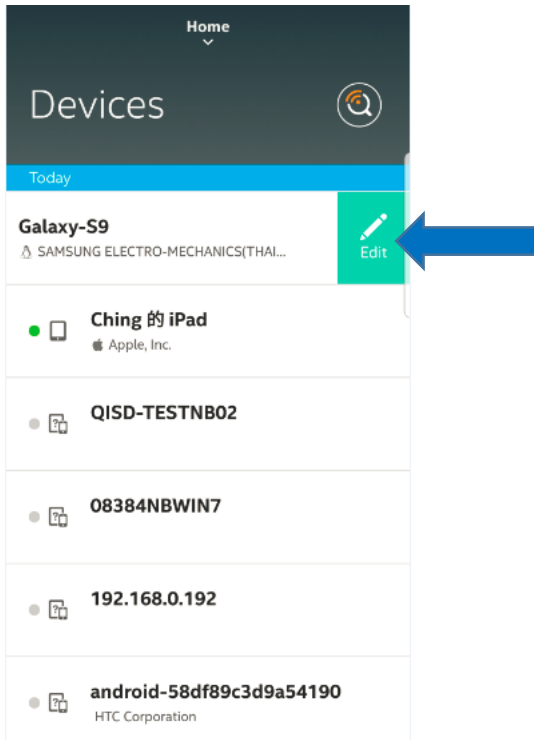 Home
Devices
Today
Galaxy-S9
SAMSUNG ELECTRO-MECHANICS(THAI...
Edit
Ching 的 iPad
Apple, Inc.
QISD-TESTNB02
08384NBWIN7
192.168.0.192
android-58df89c3d9a54190
HTC Corporation